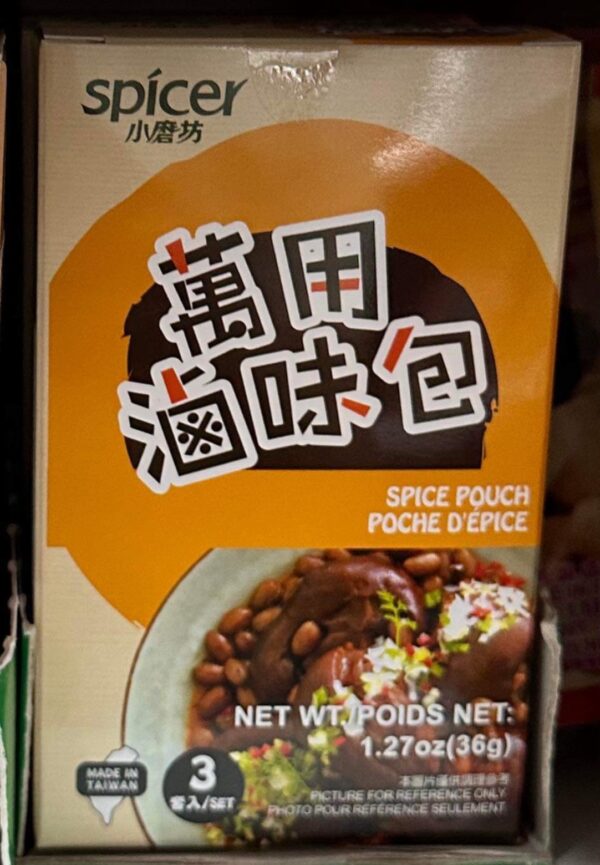 spicer
小磨坊
萬用
滷味包
SPICE POUCH
POCHE D'ÉPICE
NET WT./POIDS NET:
1.27oz(36g)
MADE IN
TAIWAN
3
套入/SET
本圖片僅供調理參考
PICTURE FOR REFERENCE ONLY
PHOTO POUR REFERENCE SEULEMENT